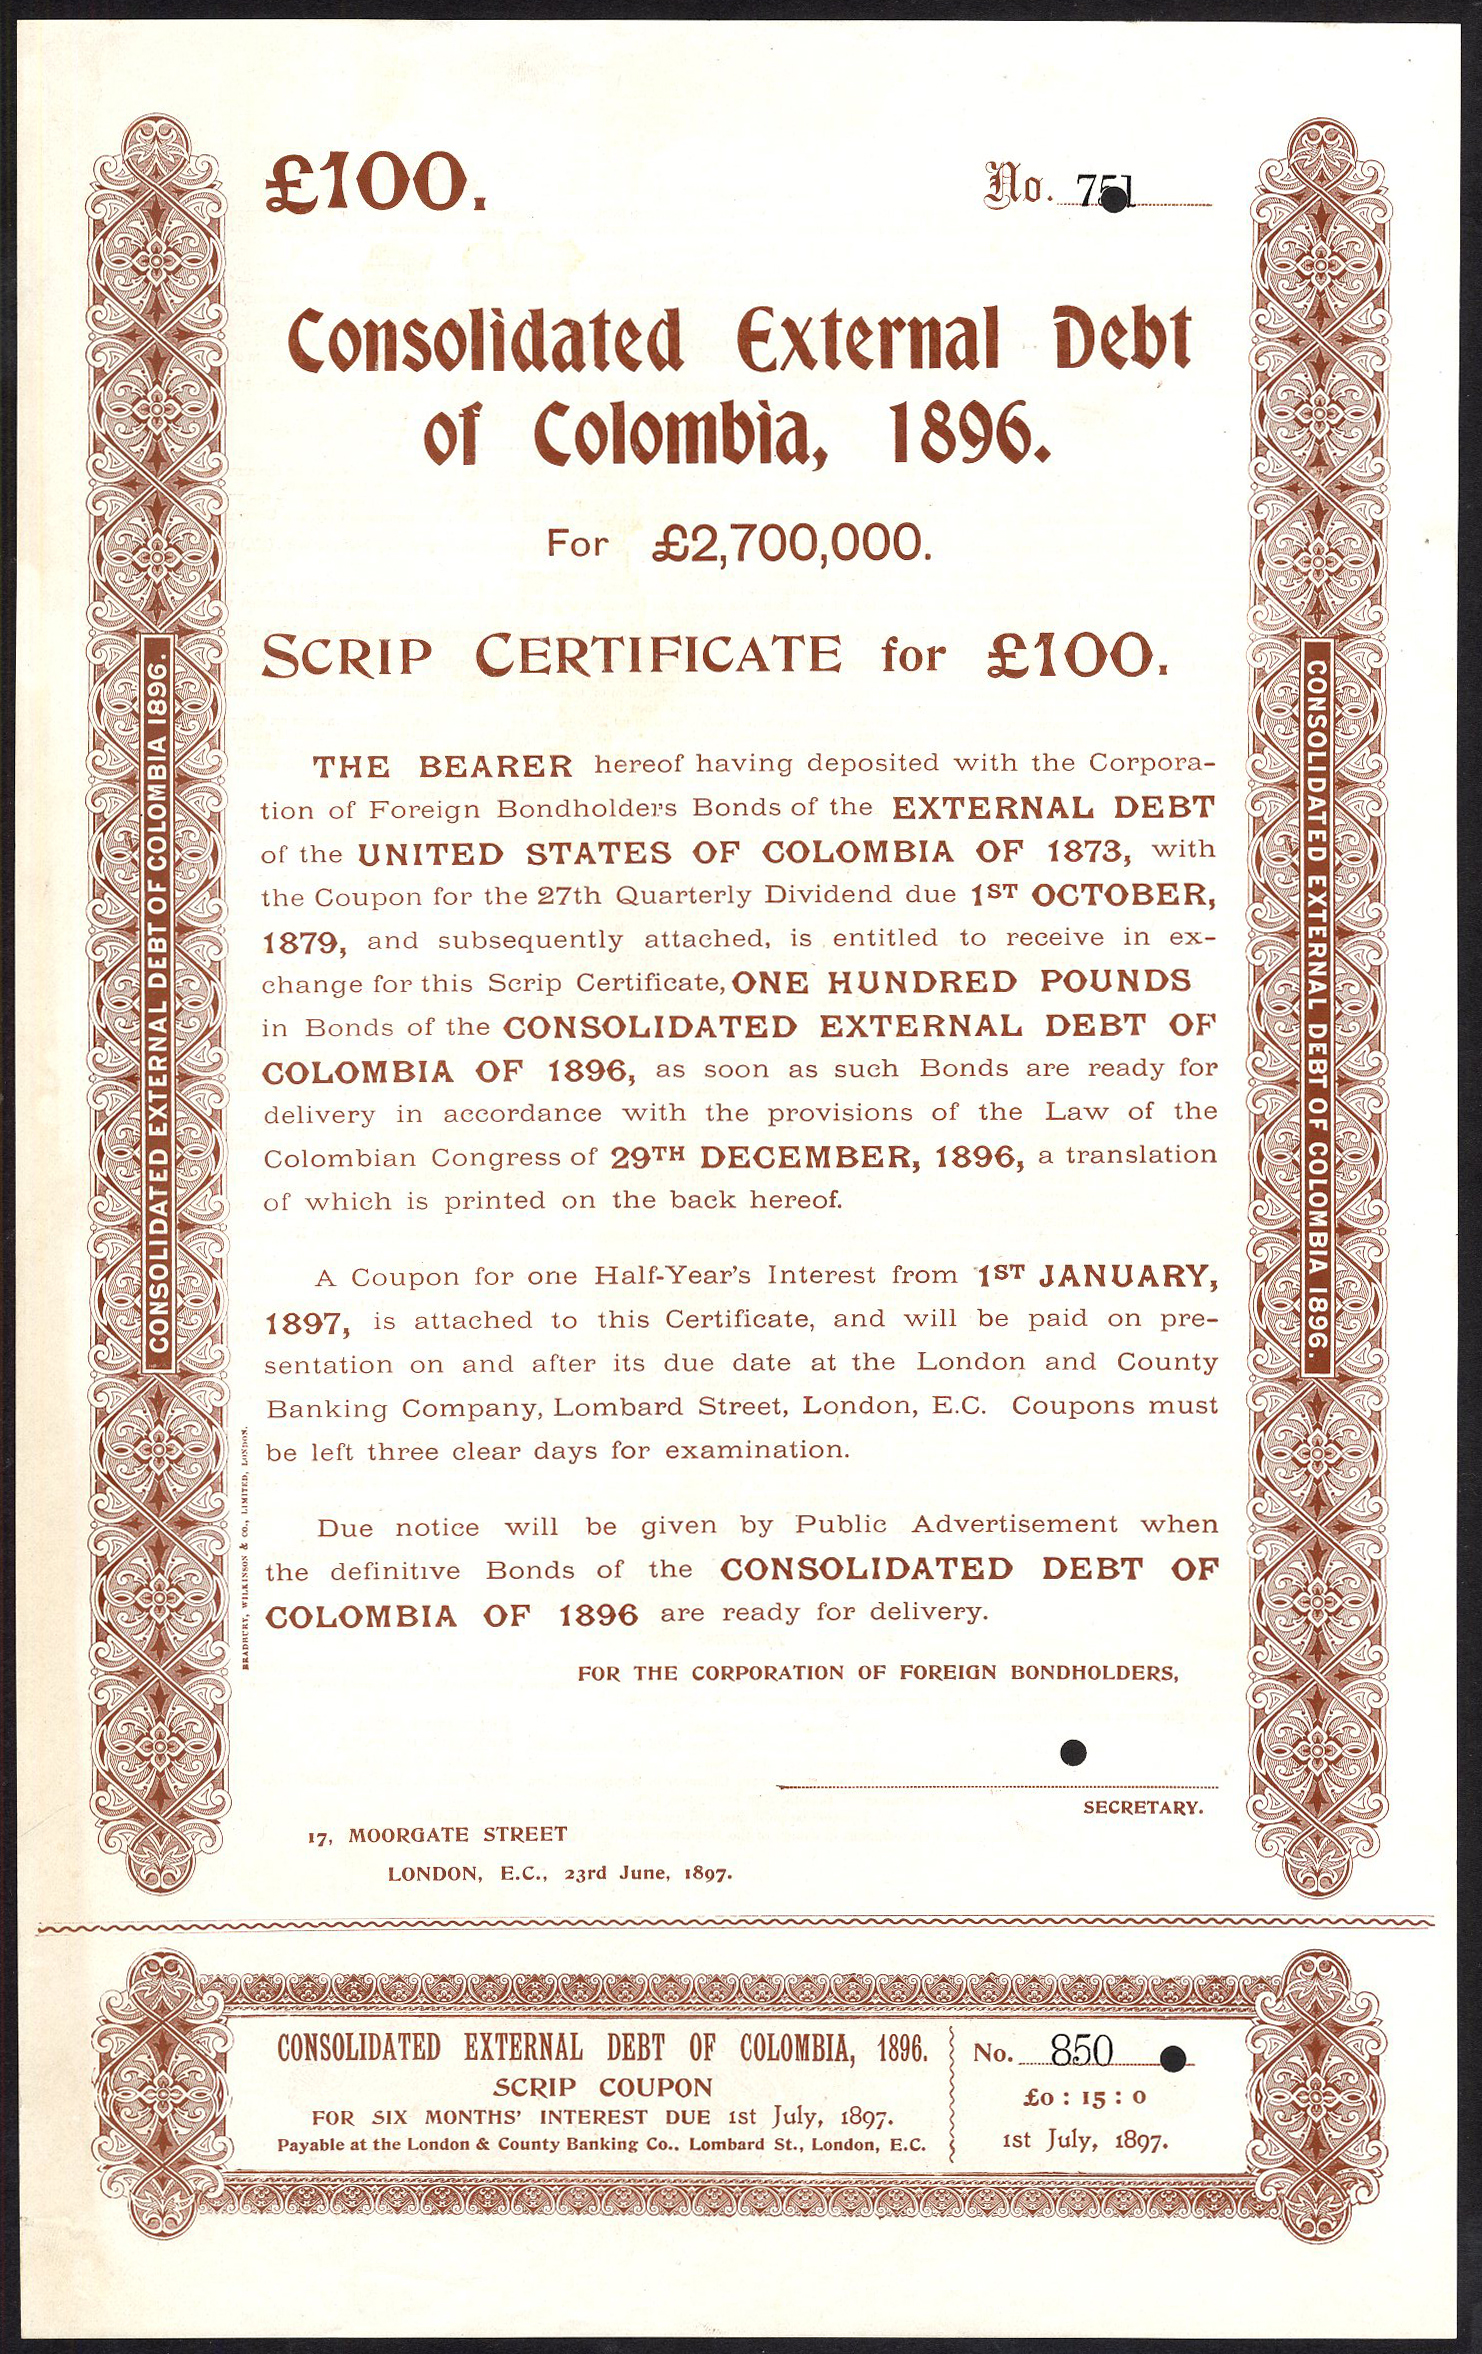 £100.
No. 751
Consolidated External Debt
of Colombia, 1896.
For £2,700,000.
SCRIP CERTIFICATE for £100.
THE BEARER hereof having deposited with the Corpora-
tion of Foreign Bondholders Bonds of the EXTERNAL DEBT
of the UNITED STATES OF COLOMBIA OF 1873, with
the Coupon for the 27th Quarterly Dividend due 1ST OCTOBER,
1879, and subsequently attached, is entitled to receive in ex-
change for this Scrip Certificate, ONE HUNDRED POUNDS
in Bonds of the CONSOLIDATED EXTERNAL DEBT OF
COLOMBIA OF 1896, as soon as such Bonds are ready for
delivery in accordance with the provisions of the Law of the
Colombian Congress of 29TH DECEMBER, 1896, a translation
of which is printed on the back hereof.
A Coupon for one Half-Year's Interest from 1ST JANUARY,
1897, is attached to this Certificate, and will be paid on pre-
sentation on and after its due date at the London and County
Banking Company, Lombard Street, London, E.C. Coupons must
be left three clear days for examination.
Due notice will be given by Public Advertisement when
the definitive Bonds of the CONSOLIDATED DEBT OF
COLOMBIA OF 1896 are ready for delivery.
FOR THE CORPORATION OF FOREIGN BONDHOLDERS,
SECRETARY.
17, MOORGATE STREET
LONDON, E.C., 23rd June, 1897.
CONSOLIDATED EXTERNAL DEBT OF COLOMBIA 1896.
CONSOLIDATED EXTERNAL DEBT OF COLOMBIA 1896.
BRADBURY, WILKINSON & CO., LIMITED, LONDON.
CONSOLIDATED EXTERNAL DEBT OF COLOMBIA, 1896.
SCRIP COUPON
FOR SIX MONTHS' INTEREST DUE 1st July, 1897.
Payable at the London & County Banking Co.. Lombard St., London, E.C.
No. 850
£0 : 15 : 0
1st July, 1897.